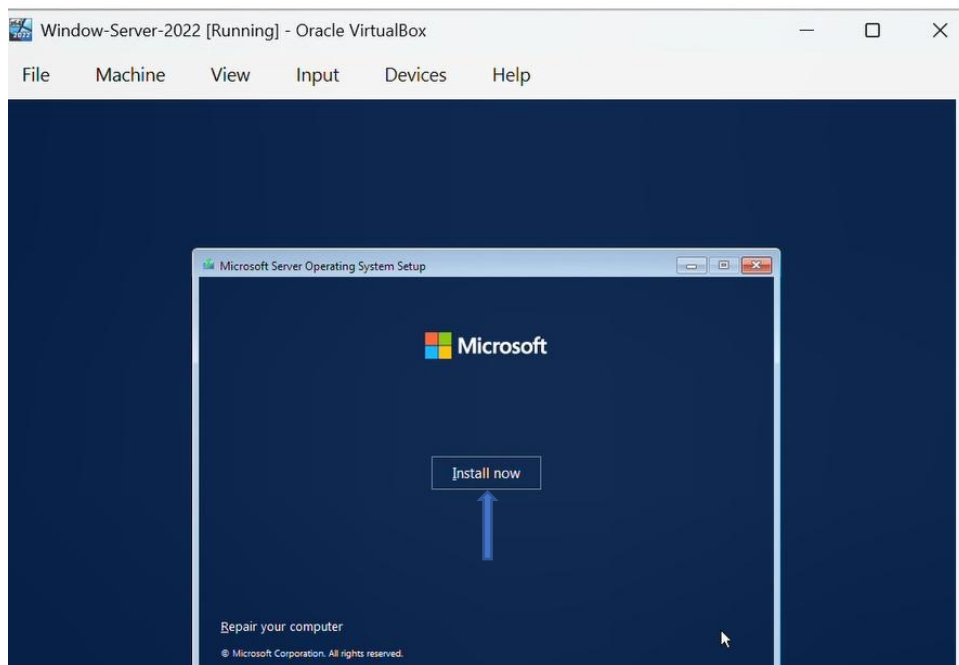 Window-Server-2022 [Running] - Oracle VirtualBox
File Machine View Input Devices Help
Microsoft Server Operating System Setup
Microsoft
Install now
Repair your computer
© Microsoft Corporation. All rights reserved.